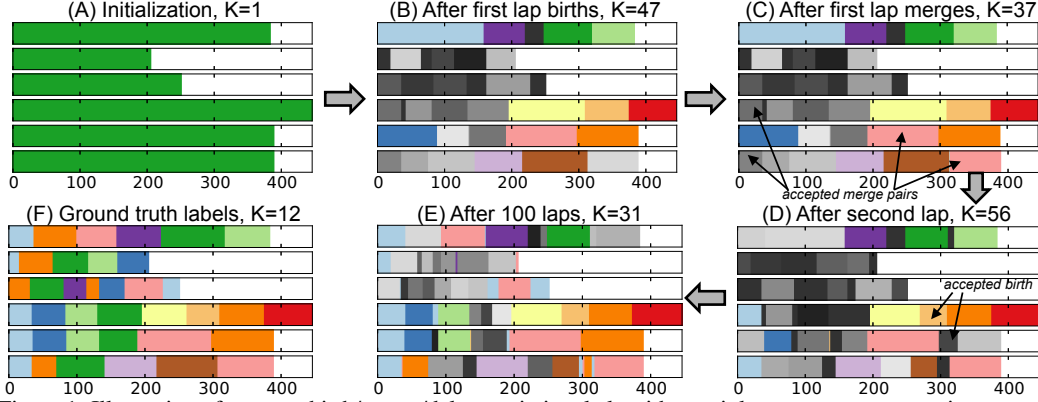 (A) Initialization, K=1
(B) After first lap births, K=47
(C) After first lap merges, K=37
0 100 200 300 400
0 100 200 300 400
accepted merge pairs
0 100 200 300 400
(F) Ground truth labels, K=12
(E) After 100 laps, K=31
(D) After second lap, K=56
accepted birth
0 100 200 300 400
0 100 200 300 400
0 100 200 300 400